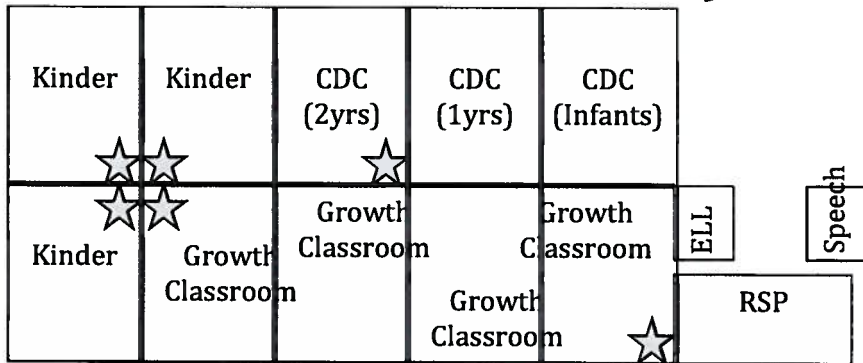 Kinder
Kinder
CDC
(2yrs)
CDC
(1yrs)
CDC
(Infants)
Kinder
Growth
Classroom
Growth
Classroom
Growth
Classroom
Growth
Classroom
ELL
Speech
RSP